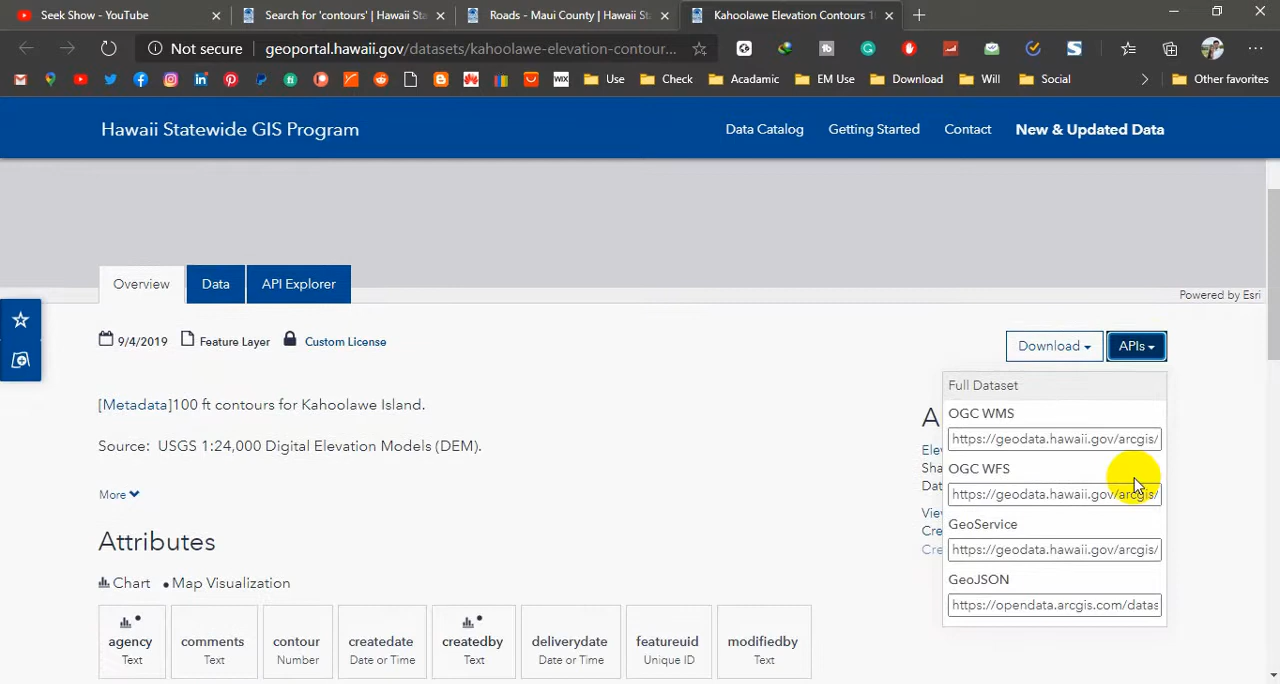 Seek Show - YouTube
Search for 'contours' | Hawaii ST
Roads - Maui County | Hawaii St
Kahoolawe Elevation Contours 1
Not secure
geoportal.hawaii.gov/datasets/kahoolawe-elevation-contour...
Use
Check
Acadamic
EM Use
Download
Will
Social
Other favorites
Hawaii Statewide GIS Program
Data Catalog
Getting Started
Contact
New & Updated Data
Overview
Data
API Explorer
Powered by Esri
9/4/2019
Feature Layer
Custom License
Download
APIs
[Metadata]100 ft contours for Kahoolawe Island.
Source: USGS 1:24,000 Digital Elevation Models (DEM).
More
A
Elev
Sha
Dat
View
Cre
Cre
Full Dataset
OGC WMS
https://geodata.hawaii.gov/arcgis/
OGC WFS
https://geodata.hawaii.gov/arcgis/
GeoService
https://geodata.hawaii.gov/arcgis/
GeoJSON
https://opendata.arcgis.com/datas
Attributes
Chart
Map Visualization
agency
Text
comments
Text
contour
Number
createdate
Date or Time
createdby
Text
deliverydate
Date or Time
featureuid
Unique ID
modifiedby
Text